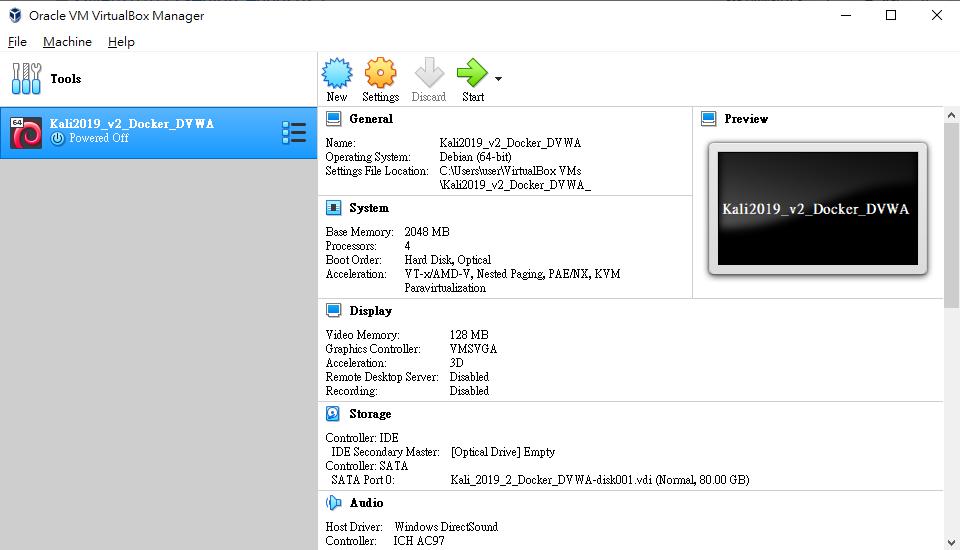 Oracle VM VirtualBox Manager
File Machine Help
Tools
64
Kali2019_v2_Docker_DVWA
Powered Off
New Settings Discard Start
General
Name: Kali2019_v2_Docker_DVWA
Operating System: Debian (64-bit)
Settings File Location: C:\Users\user\VirtualBox VMs
\Kali2019_v2_Docker_DVWA_
System
Base Memory: 2048 MB
Processors: 4
Boot Order: Hard Disk, Optical
Acceleration: VT-x/AMD-V, Nested Paging, PAE/NX, KVM
Paravirtualization
Preview
Kali2019_v2_Docker_DVWA
Display
Video Memory: 128 MB
Graphics Controller: VMSVGA
Acceleration: 3D
Remote Desktop Server: Disabled
Recording: Disabled
Storage
Controller: IDE
IDE Secondary Master: [Optical Drive] Empty
Controller: SATA
SATA Port 0: Kali_2019_2_Docker_DVWA-disk001.vdi (Normal, 80.00 GB)
Audio
Host Driver: Windows DirectSound
Controller: ICH AC97